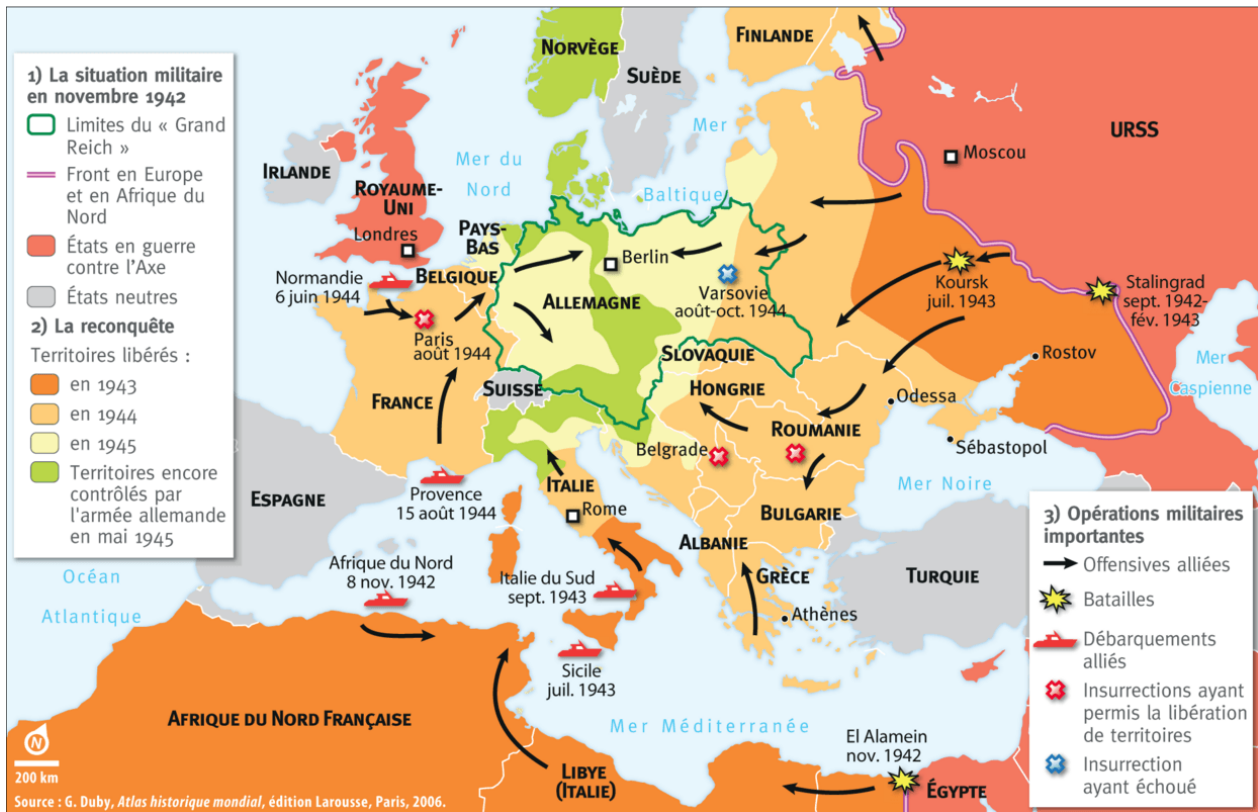 1) La situation militaire
en novembre 1942
Limites du « Grand
Reich »
Front en Europe
et en Afrique du
Nord
États en guerre
contre l'Axe
États neutres
2) La reconquête
Territoires libérés :
en 1943
en 1944
en 1945
Territoires encore
contrôlés par
l'armée allemande
en mai 1945
NORVÈGE
SUÈDE
FINLANDE
URSS
Moscou
IRLANDE
ROYAUME-
UNI
Londres
Mer du
Nord
Mer
Baltique
PAYS-
BAS
BELGIQUE
Berlin
ALLEMAGNE
Normandie
6 juin 1944
Paris
août 1944
Varsovie
août-oct. 1944
Koursk
juil. 1943
Stalingrad
sept. 1942-
fév. 1943
SLOVAQUIE
SUISSE
HONGRIE
FRANCE
Rostov
Odessa
Mer
Caspienne
ROUMANIE
Belgrade
Sébastopol
Mer Noire
ESPAGNE
Provence
15 août 1944
ITALIE
Rome
BULGARIE
ALBANIE
GRÈCE
Athènes
TURQUIE
Océan
Atlantique
Afrique du Nord
8 nov. 1942
Italie du Sud
sept. 1943
Sicile
juil. 1943
Mer Méditerranée
AFRIQUE DU NORD FRANÇAISE
LIBYE
(ITALIE)
El Alamein
nov. 1942
ÉGYPTE
3) Opérations militaires
importantes
Offensives alliées
Batailles
Débarquements
alliés
Insurrections ayant
permis la libération
de territoires
Insurrection
ayant échoué
N
200 km
Source : G. Duby, Atlas historique mondial, édition Larousse, Paris, 2006.